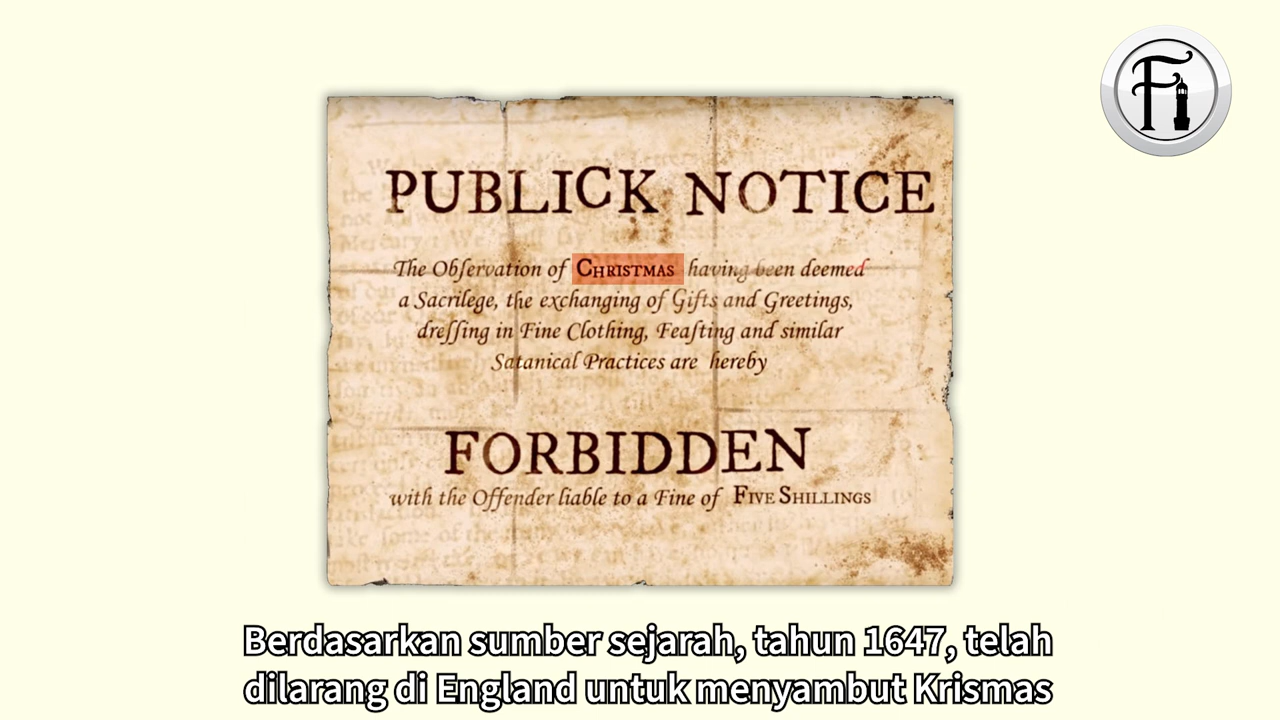 Fi
PUBLICK NOTICE
The Obſervation of CHRISTMAS having been deemed
a Sacrilege, the exchanging of Gifts and Greetings,
dreſſing in Fine Clothing, Feaſting and similar
Satanical Practices are hereby
FORBIDDEN
with the Offender liable to a Fine of FIVE SHILLINGS
Berdasarkan sumber sejarah, tahun 1647, telah
dilarang di England untuk menyambut Krismas